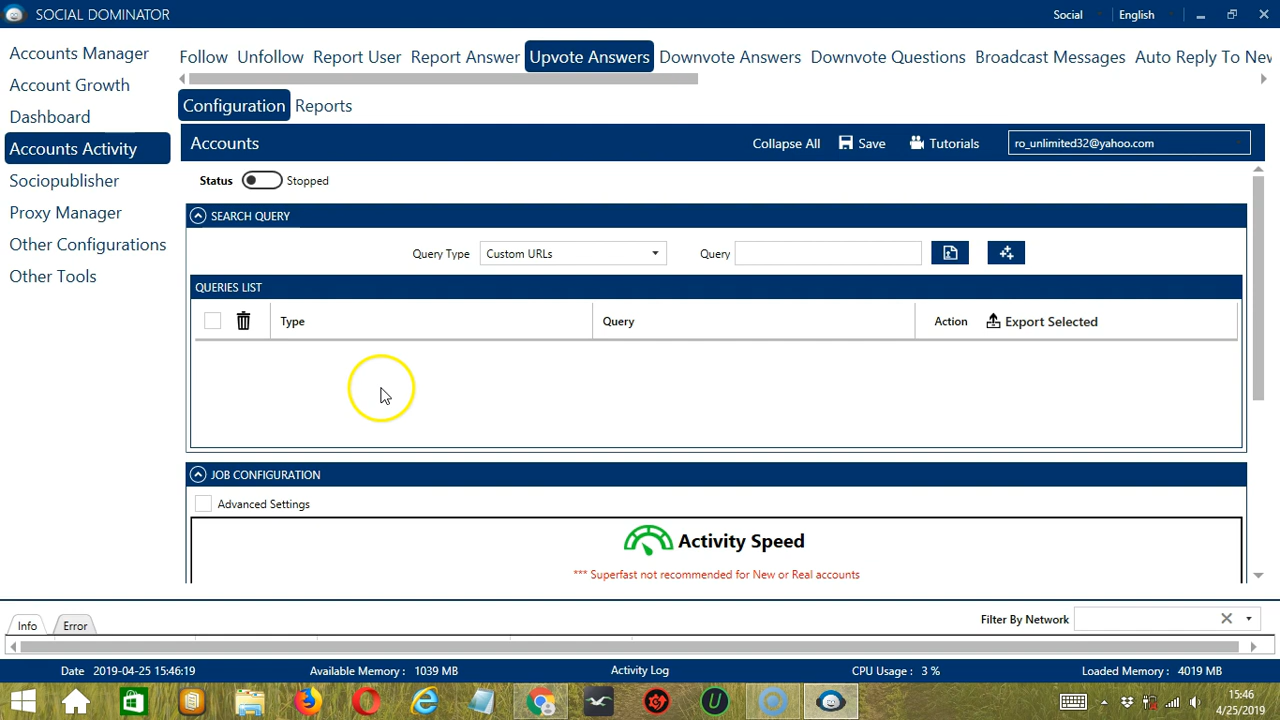 SOCIAL DOMINATOR
Social
English
Accounts Manager
Account Growth
Dashboard
Accounts Activity
Sociopublisher
Proxy Manager
Other Configurations
Other Tools
Follow Unfollow Report User Report Answer Upvote Answers Downvote Answers Downvote Questions Broadcast Messages Auto Reply To Nev
Configuration Reports
Accounts Collapse All Save Tutorials ro_unlimited32@yahoo.com
Status Stopped
SEARCH QUERY
Query Type Custom URLs Query
QUERIES LIST
Type Query Action Export Selected
JOB CONFIGURATION
Advanced Settings
Activity Speed
*** Superfast not recommended for New or Real accounts
Info Error Filter By Network
Date 2019-04-25 15:46:19 Available Memory : 1039 MB Activity Log CPU Usage : 3 % Loaded Memory : 4019 MB
15:46
4/25/2019